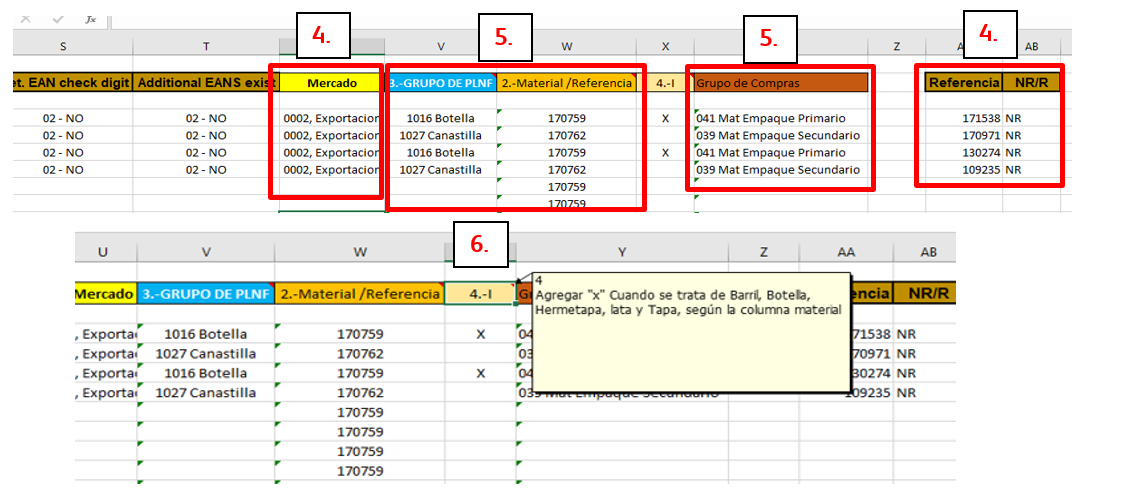 4.
5.
5.
4.
S T V W X Z AB
et. EAN check digit Additional EANS exist Mercado 3.-GRUPO DE PLNF 2.-Material /Referencia 4.-I Grupo de Compras Referencia NR/R
02 - NO 02 - NO 0002, Exportacion 1016 Botella 170759 X 041 Mat Empaque Primario 171538 NR
02 - NO 02 - NO 0002, Exportacion 1027 Canastilla 170762 039 Mat Empaque Secundario 170971 NR
02 - NO 02 - NO 0002, Exportacion 1016 Botella 170759 X 041 Mat Empaque Primario 130274 NR
02 - NO 02 - NO 0002, Exportacion 1027 Canastilla 170762 039 Mat Empaque Secundario 109235 NR
170759
170759
6.
U V W Y Z AA AB
Mercado 3.-GRUPO DE PLNF 2.-Material /Referencia 4.-I Gr encia NR/R
4
Agregar "x" Cuando se trata de Barril, Botella,
Hermetapa, lata y Tapa, según la columna material
, Exporta 1016 Botella 170759 X 04 71538 NR
, Exporta 1027 Canastilla 170762 03 70971 NR
, Exporta 1016 Botella 170759 X 04 30274 NR
, Exporta 1027 Canastilla 170762 039 Mat Empaque Secundario 109235 NR
170759
170759
170759
170759